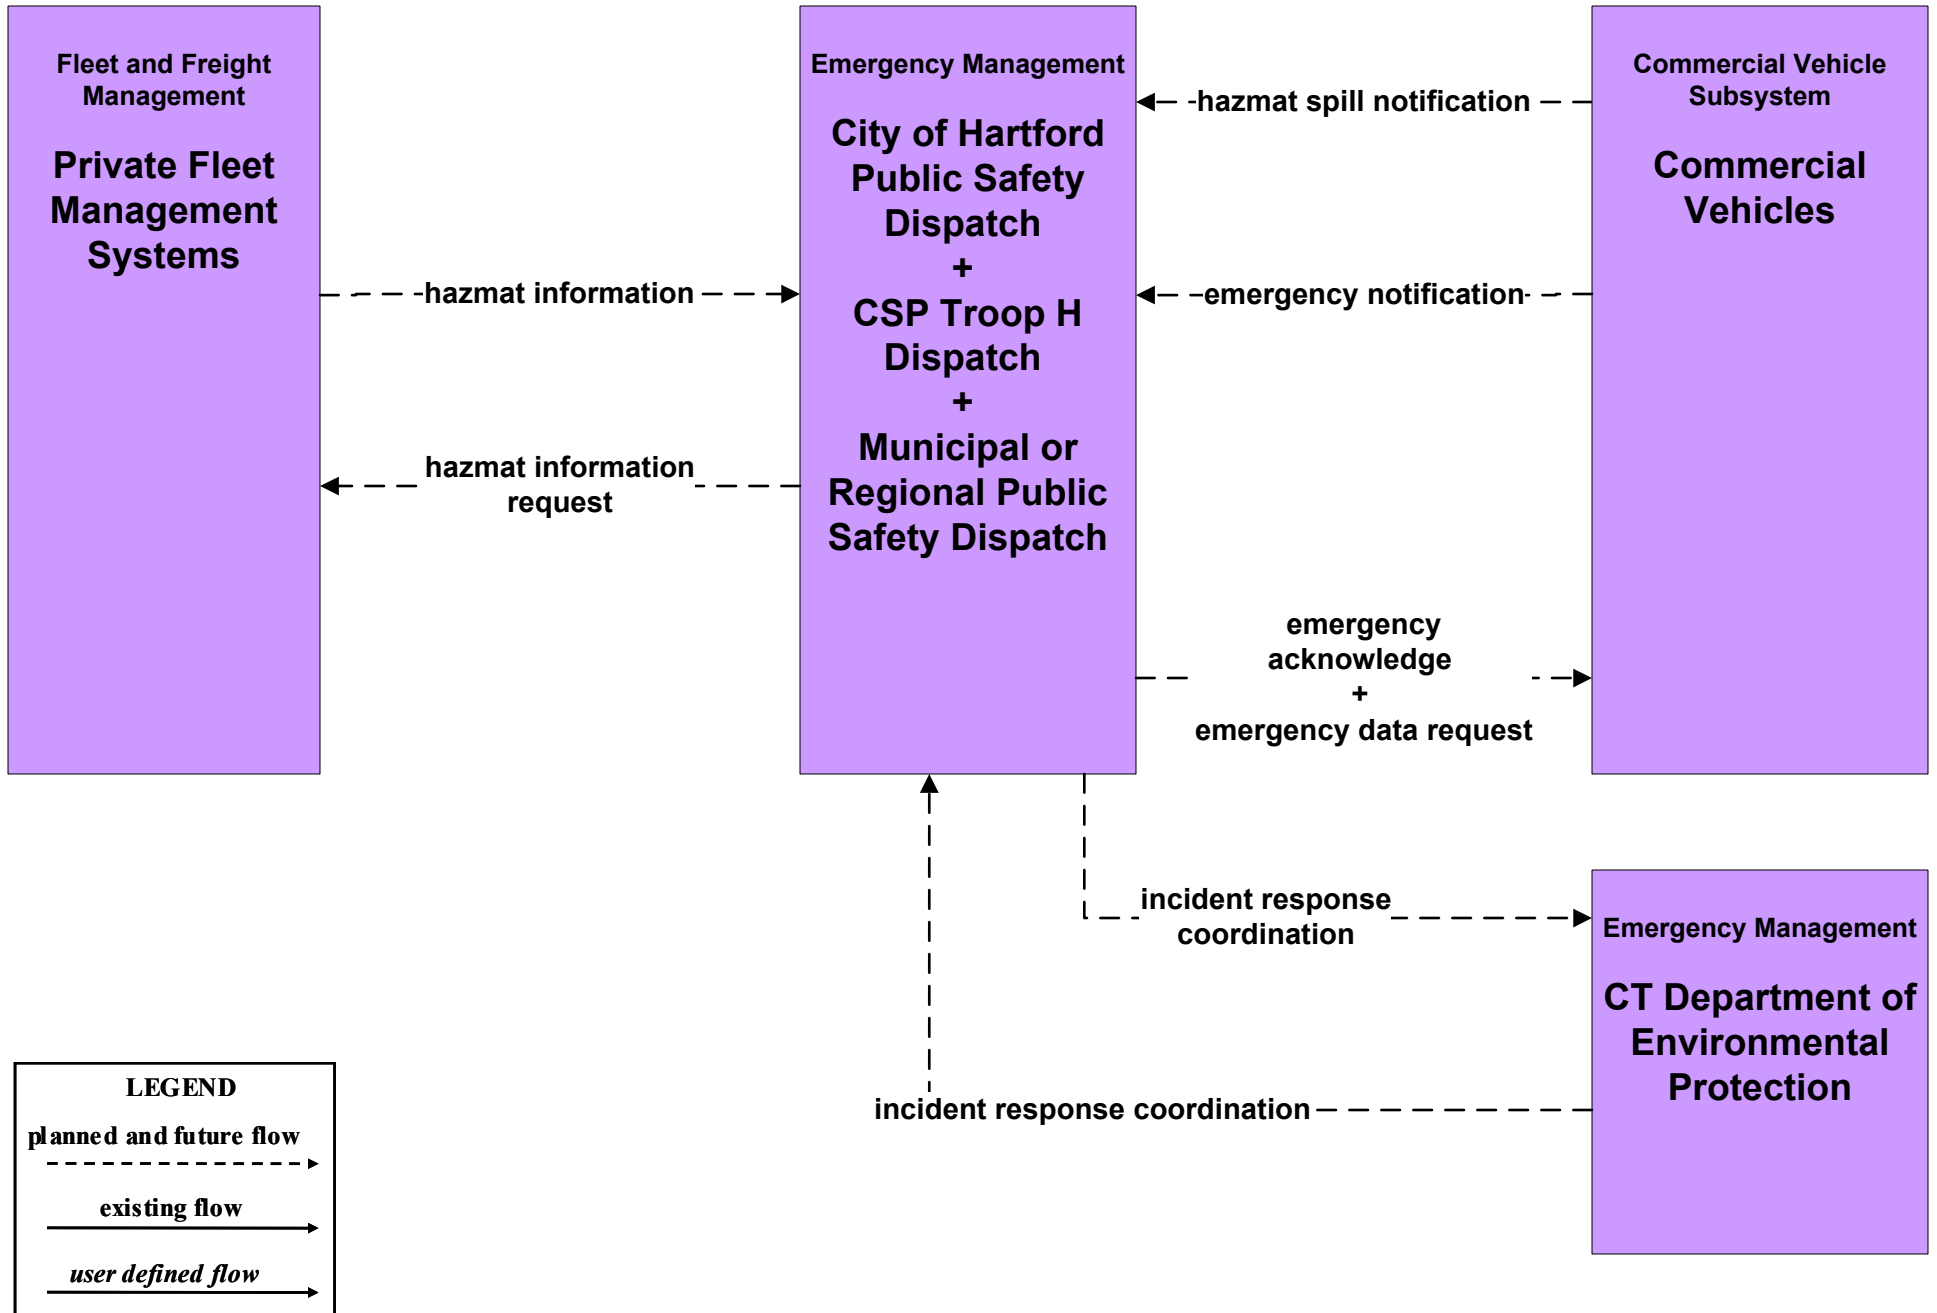 Fleet and Freight
Management
Private Fleet
Management
Systems
Emergency Management
City of Hartford
Public Safety
Dispatch
+
CSP Troop H
Dispatch
+
Municipal or
Regional Public
Safety Dispatch
Commercial Vehicle
Subsystem
Commercial
Vehicles
hazmat spill notification
hazmat information
emergency notification
hazmat information
request
emergency
acknowledge
+
emergency data request
incident response
coordination
Emergency Management
CT Department of
Environmental
Protection
incident response coordination
LEGEND
planned and future flow
existing flow
user defined flow